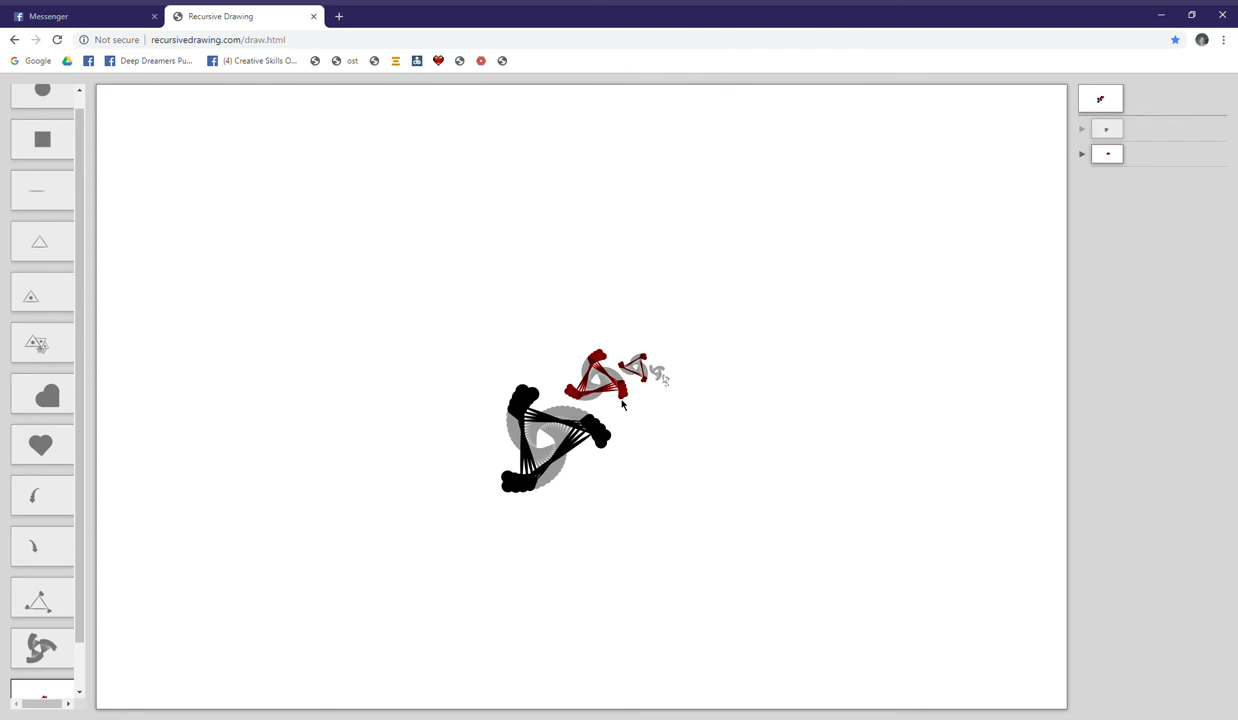 Messenger
Recursive Drawing
Not secure
recursivedrawing.com/draw.html
Google
Deep Dreamers Pu...
(4) Creative Skills O...
ost